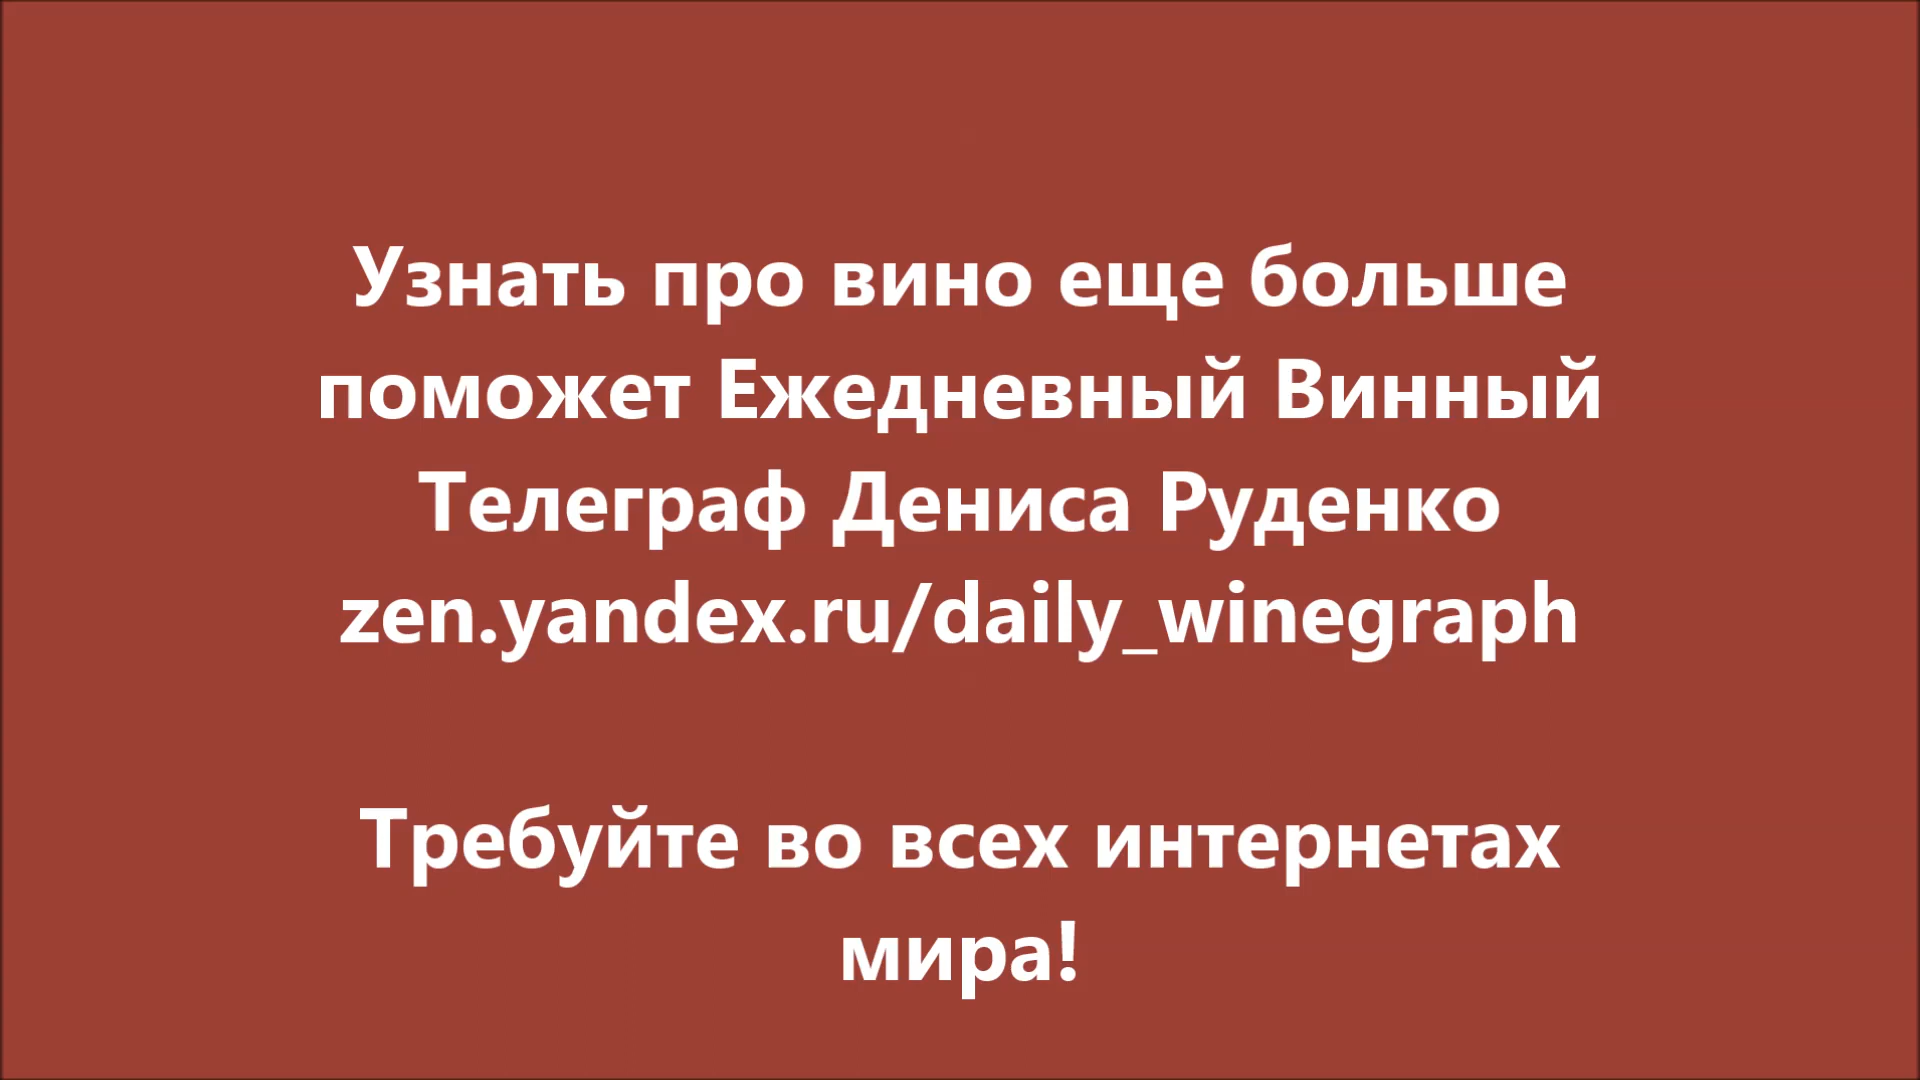 Узнать про вино еще больше
поможет Ежедневный Винный
Телеграф Дениса Руденко
zen.yandex.ru/daily_winegraph
Требуйте во всех интернетах
мира!